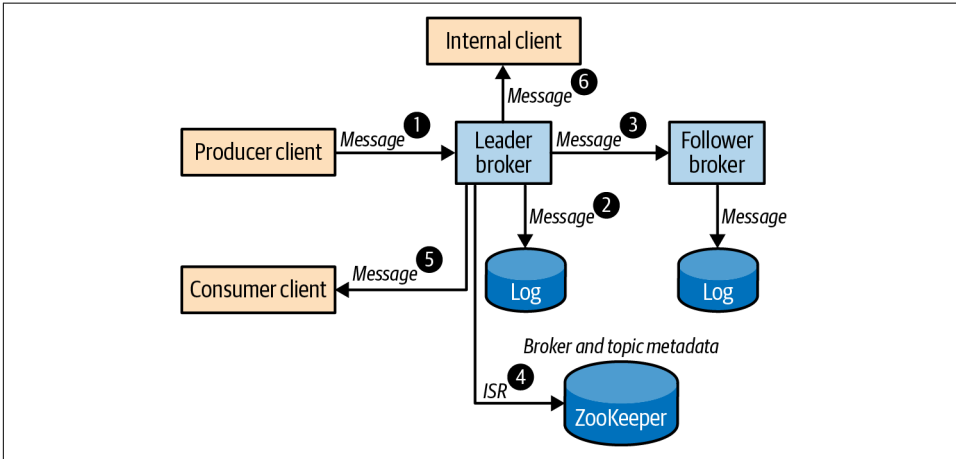 Internal client
Message 6
Producer client
Message 1
Leader
broker
Message 3
Follower
broker
Message 2
Message
Consumer client
Message 5
Log
Log
Broker and topic metadata
ISR 4
ZooKeeper